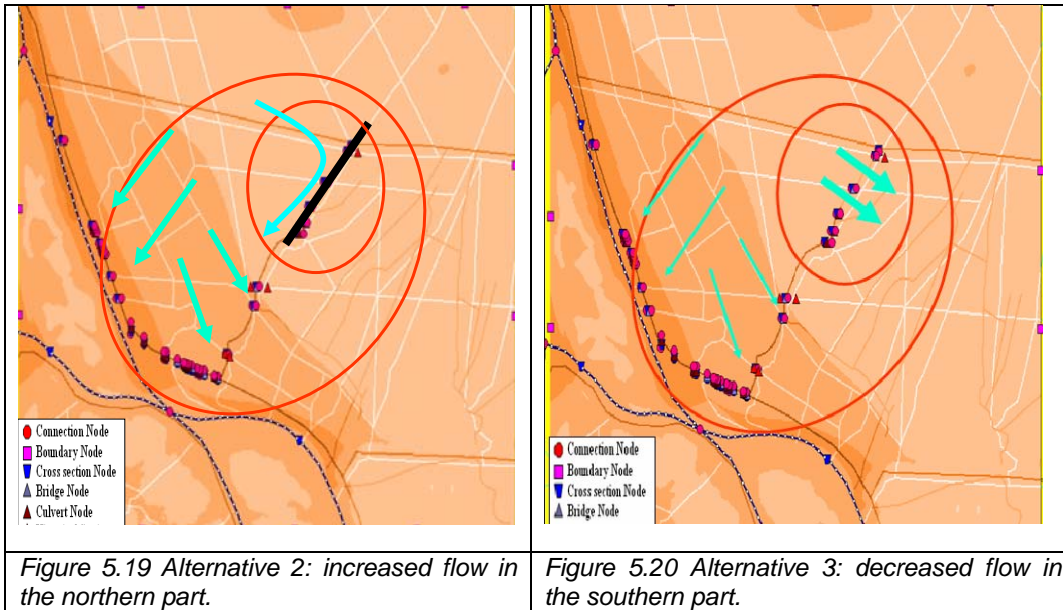 Connection Node
Boundary Node
Cross section Node
Bridge Node
Culvert Node
Connection Node
Boundary Node
Cross section Node
Bridge Node
Figure 5.19 Alternative 2: increased flow in
the northern part.
Figure 5.20 Alternative 3: decreased flow in
the southern part.